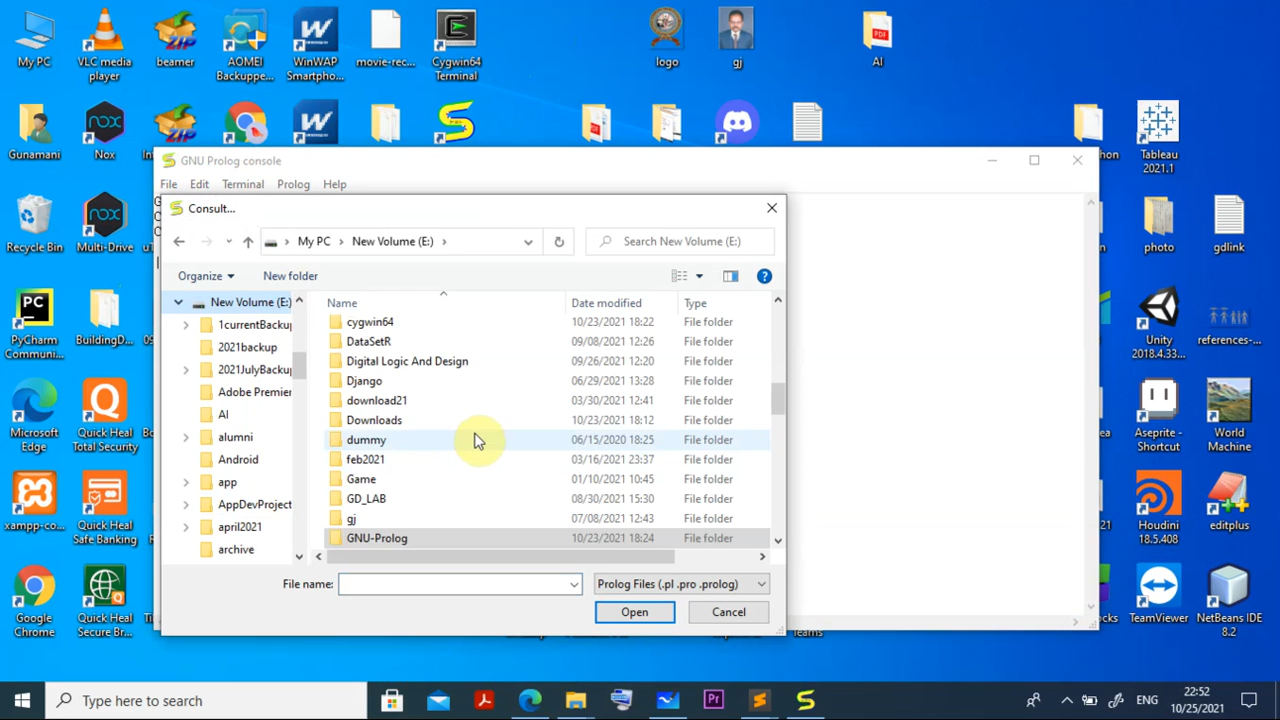 My PC
VLC media player
beamer
AOMEI Backuppe...
WinWAP Smartpho...
movie-rec...
Cygwin64 Terminal
logo
gj
AI
PDF
Gunamani
Nox
Tableau 2021.1
GNU Prolog console
File Edit Terminal Prolog Help
Consult...
My PC > New Volume (E:) >
Search New Volume (E:)
Organize
New folder
Recycle Bin
Multi-Drive
photo
gdlink
New Volume (E:)
1currentBackup
2021backup
2021JulyBackup
Adobe Premier
AI
alumni
Android
app
AppDevProject
april2021
archive
Name Date modified Type
cygwin64 10/23/2021 18:22 File folder
DataSetR 09/08/2021 12:26 File folder
Digital Logic And Design 09/26/2021 12:20 File folder
Django 06/29/2021 13:28 File folder
download21 03/30/2021 12:41 File folder
Downloads 10/23/2021 18:12 File folder
dummy 06/15/2020 18:25 File folder
feb2021 03/16/2021 23:37 File folder
Game 01/10/2021 10:45 File folder
GD_LAB 08/30/2021 15:30 File folder
gj 07/08/2021 12:43 File folder
GNU-Prolog 10/23/2021 18:24 File folder
File name:
Prolog Files (.pl .pro .prolog)
Open
Cancel
PyCharm Communi...
BuildingD...
Unity 2018.4.33...
references-...
Microsoft Edge
Quick Heal Total Security
Aseprite - Shortcut
World Machine
xampp-co...
Quick Heal Safe Banking
Houdini 18.5.408
editplus
Google Chrome
Quick Heal Secure Br...
TeamViewer
NetBeans IDE 8.2
Teams
Type here to search
ENG
22:52
10/25/2021